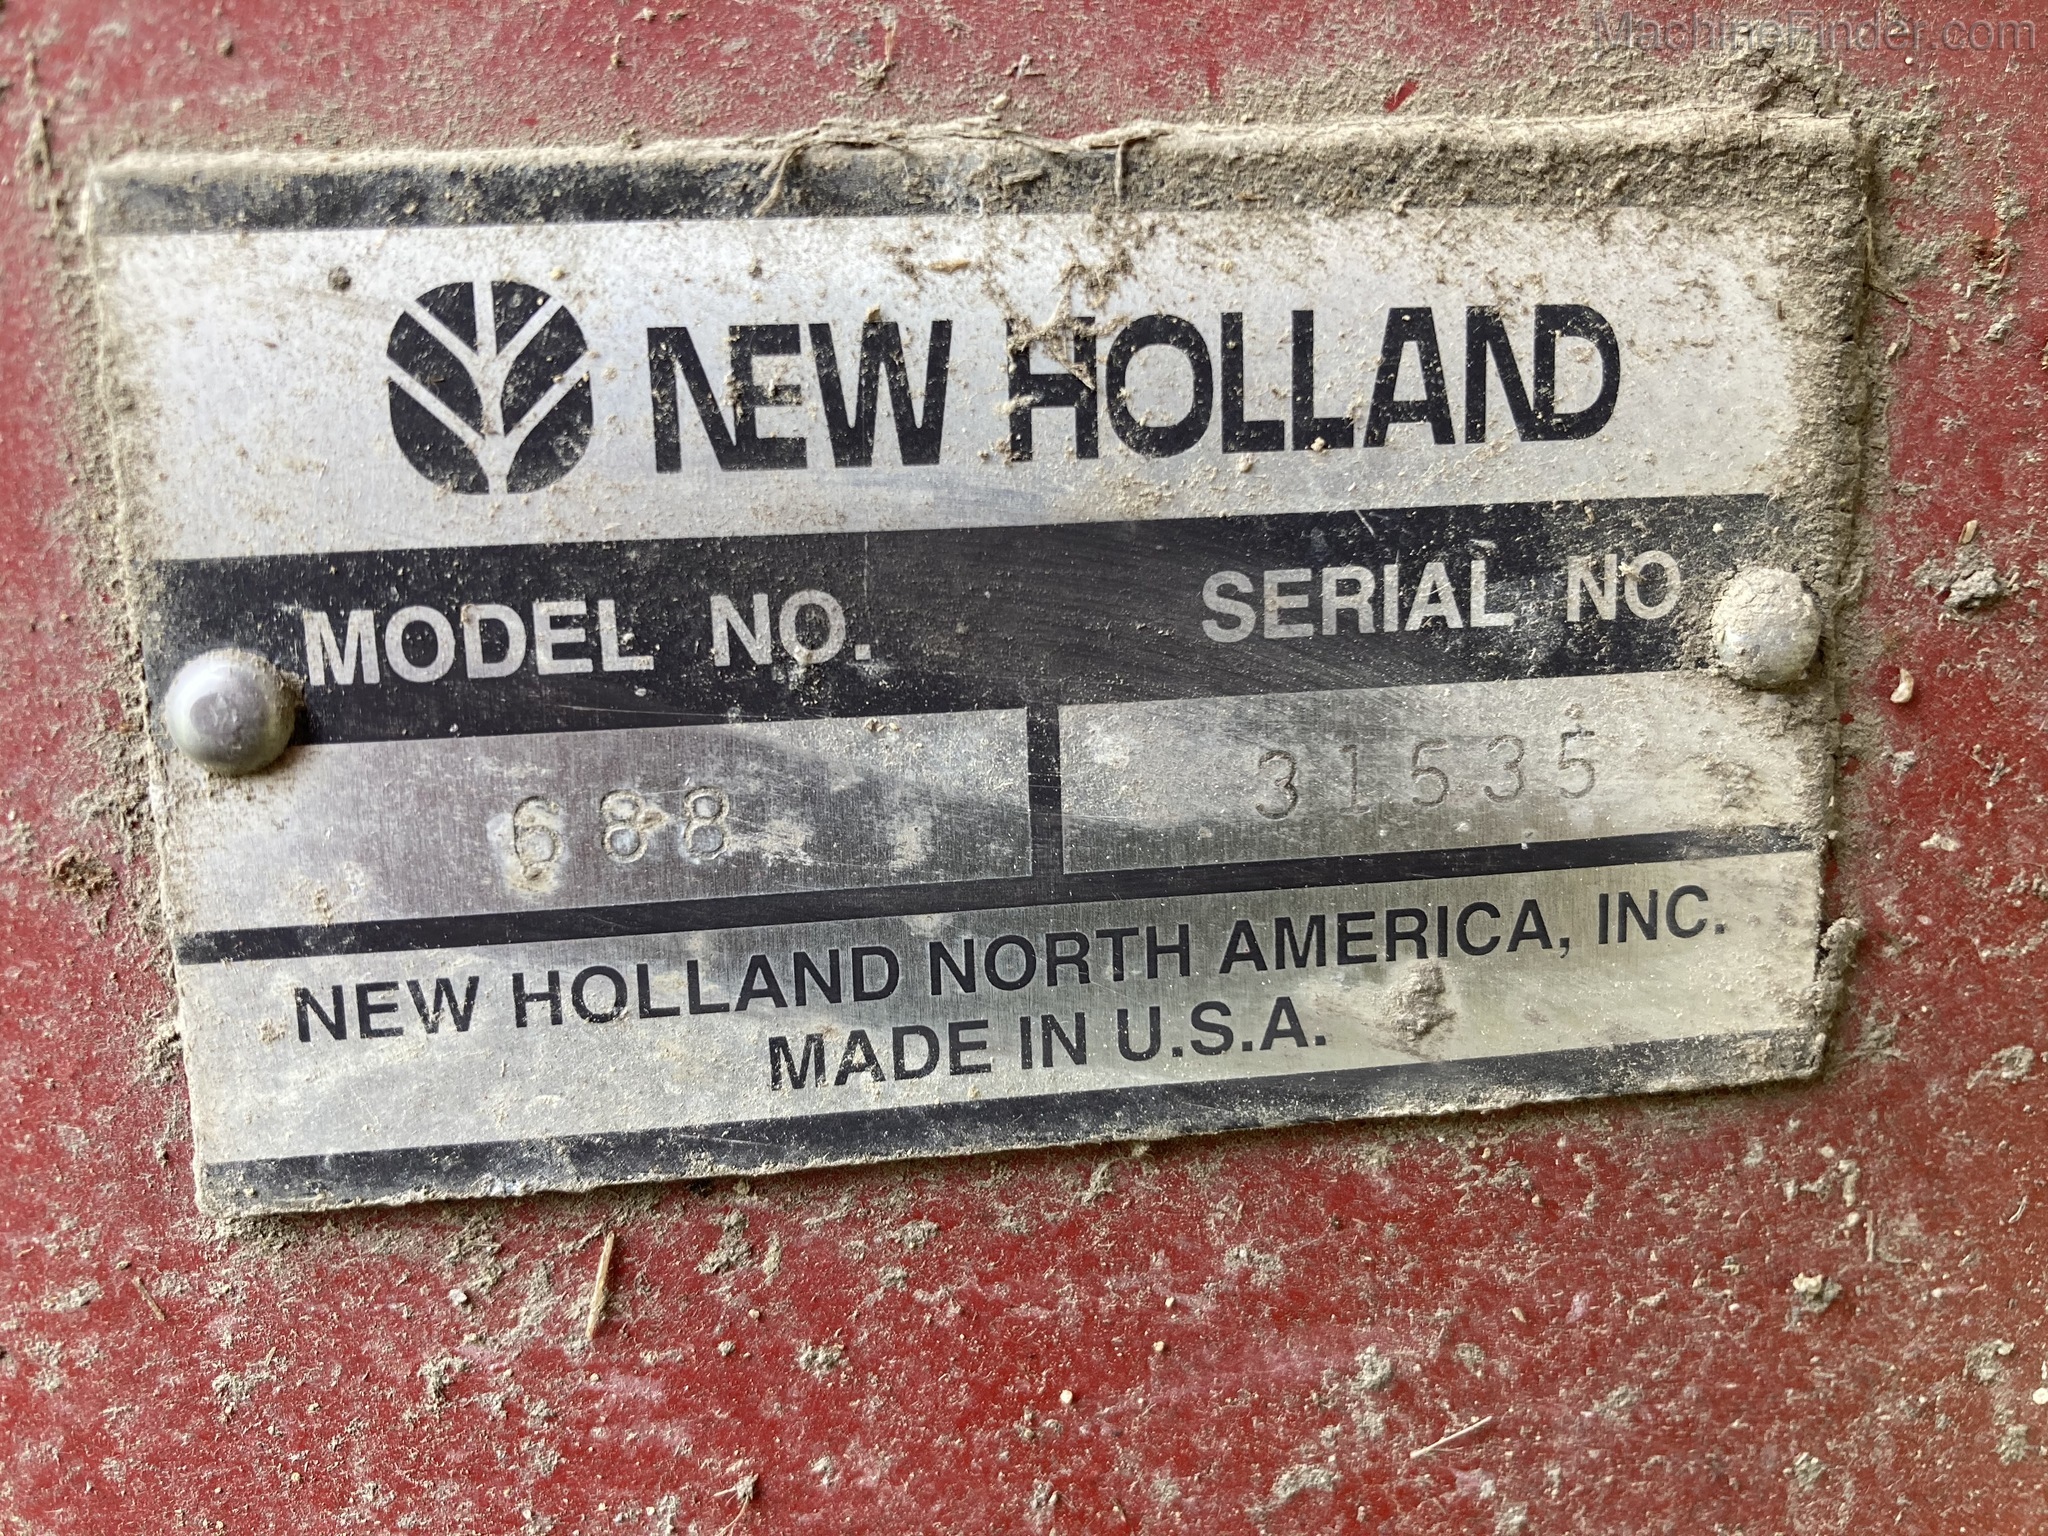 MachineFinder.com
NEW HOLLAND
MODEL NO. SERIAL NO
688 31535
NEW HOLLAND NORTH AMERICA, INC.
MADE IN U.S.A.